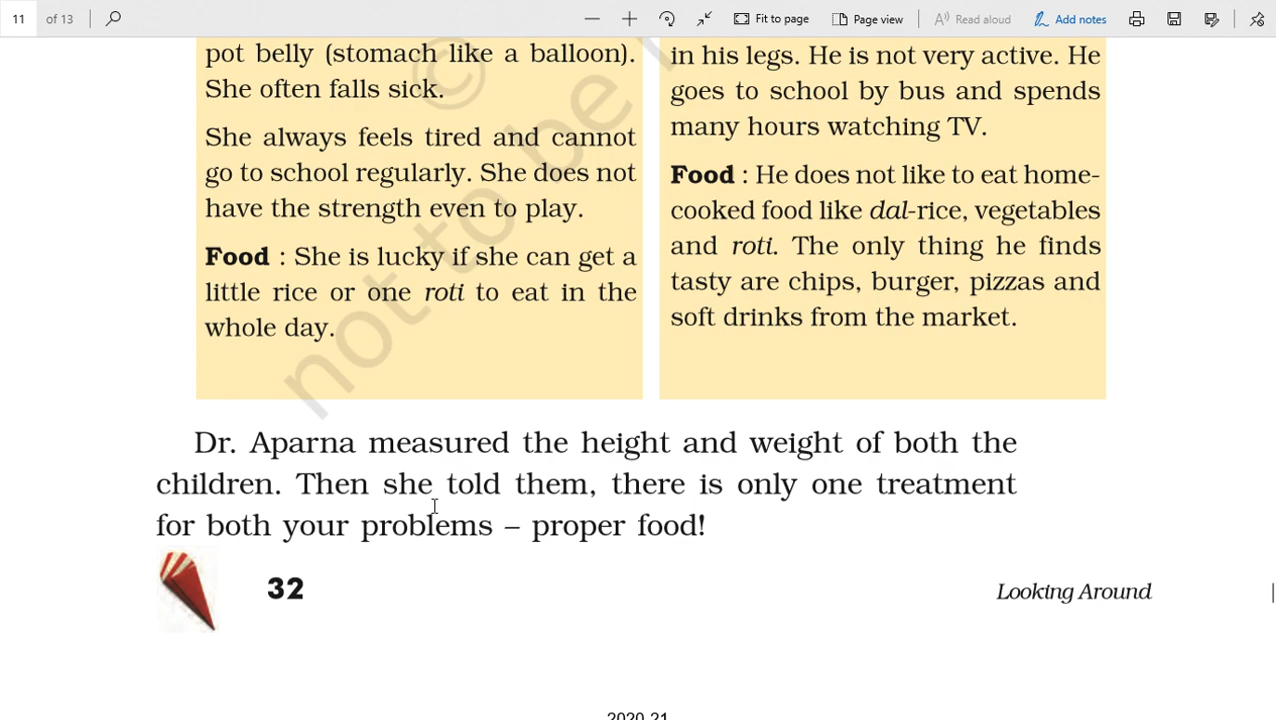 11 of 13
Fit to page
Page view
Read aloud
Add notes
pot belly (stomach like a balloon).
She often falls sick.
She always feels tired and cannot
go to school regularly. She does not
have the strength even to play.
Food : She is lucky if she can get a
little rice or one roti to eat in the
whole day.
in his legs. He is not very active. He
goes to school by bus and spends
many hours watching TV.
Food : He does not like to eat home-
cooked food like dal-rice, vegetables
and roti. The only thing he finds
tasty are chips, burger, pizzas and
soft drinks from the market.
© not to be r
Dr. Aparna measured the height and weight of both the
children. Then she told them, there is only one treatment
for both your problems – proper food!
32
Looking Around
2020-21